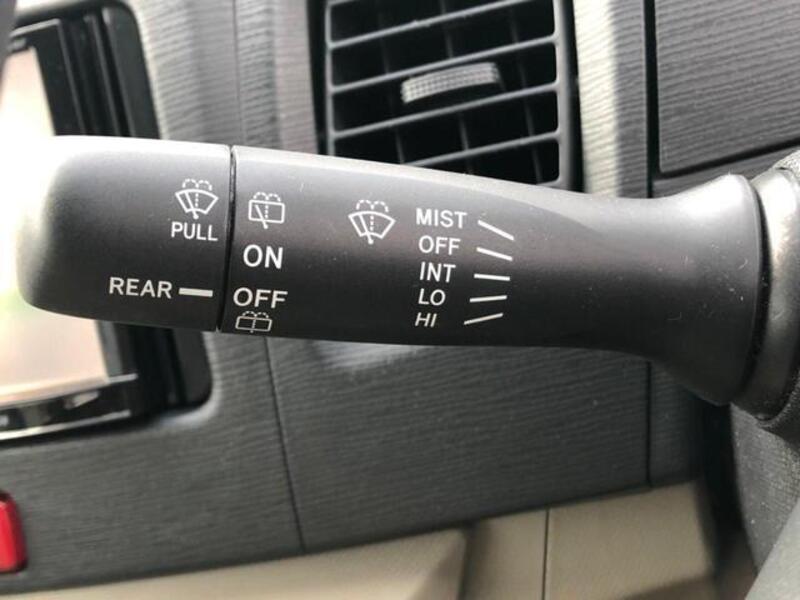 PULL
REAR
ON
OFF
MIST
OFF
INT
LO
HI